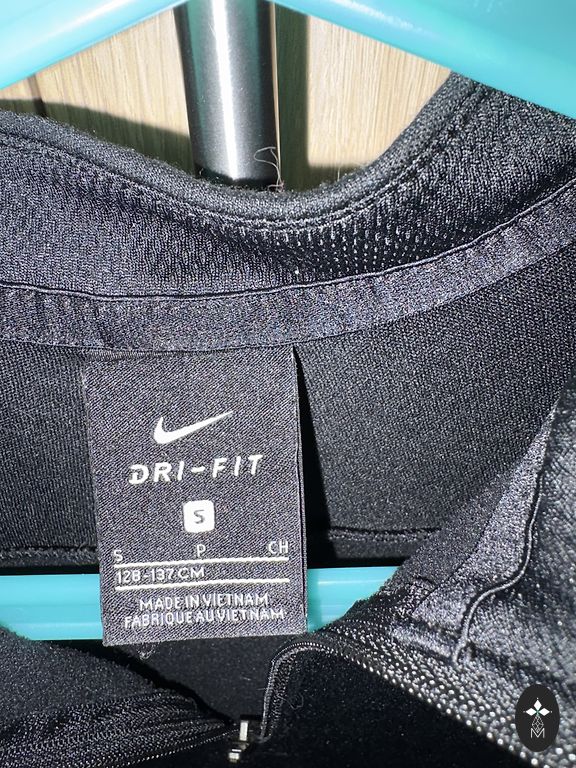 DRI-FIT
S
S P CH
128-137 CM
MADE IN VIETNAM
FABRIQUE AU VIETNAM
M